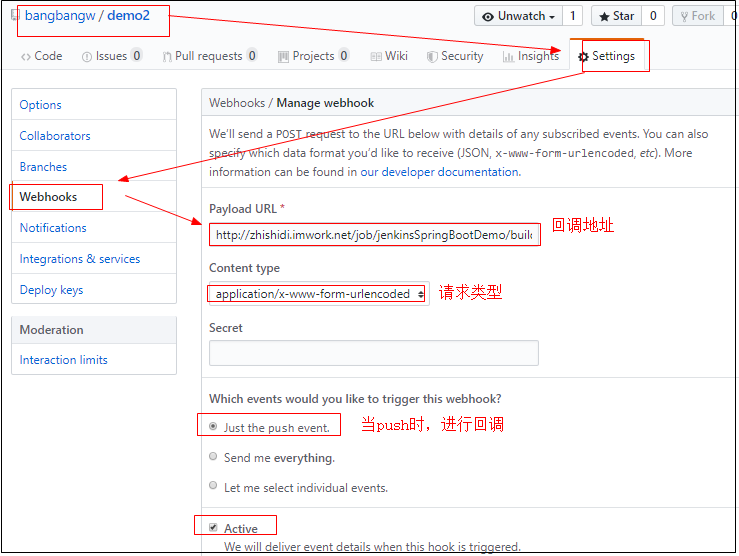 bangbangw / demo2 Unwatch 1 Star 0 Fork 0
Code Issues 0 Pull requests 0 Projects 0 Wiki Security Insights Settings
Options
Collaborators
Branches
Webhooks
Notifications
Integrations & services
Deploy keys
Moderation
Interaction limits
Webhooks / Manage webhook
We'll send a POST request to the URL below with details of any subscribed events. You can also
specify which data format you'd like to receive (JSON, x-www-form-urlencoded, etc). More
information can be found in our developer documentation.
Payload URL *
http://zhishidi.imwork.net/job/jenkinsSpringBootDemo/build 回调地址
Content type
application/x-www-form-urlencoded 请求类型
Secret
Which events would you like to trigger this webhook?
Just the push event. 当push时，进行回调
Send me everything.
Let me select individual events.
Active
We will deliver event details when this hook is triggered.